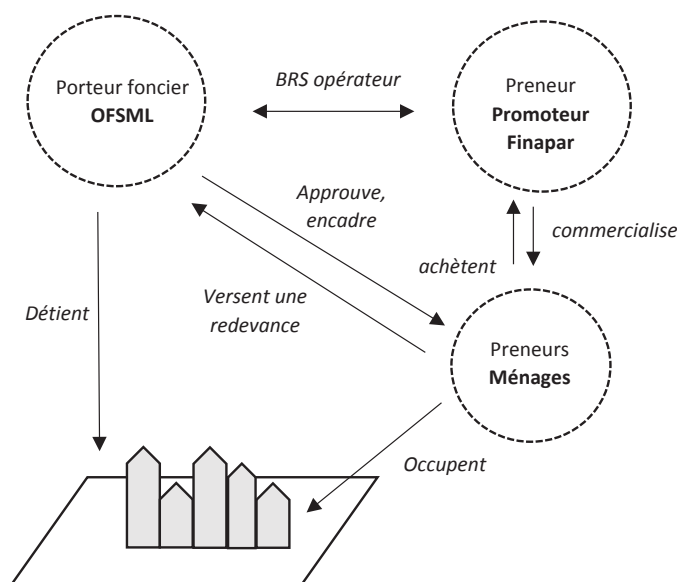 Porteur foncier
OFSML
BRS opérateur
Preneur
Promoteur
Finapar
Approuve,
encadre
commercialise
achètent
Versent une
redevance
Détient
Preneurs
Ménages
Occupent